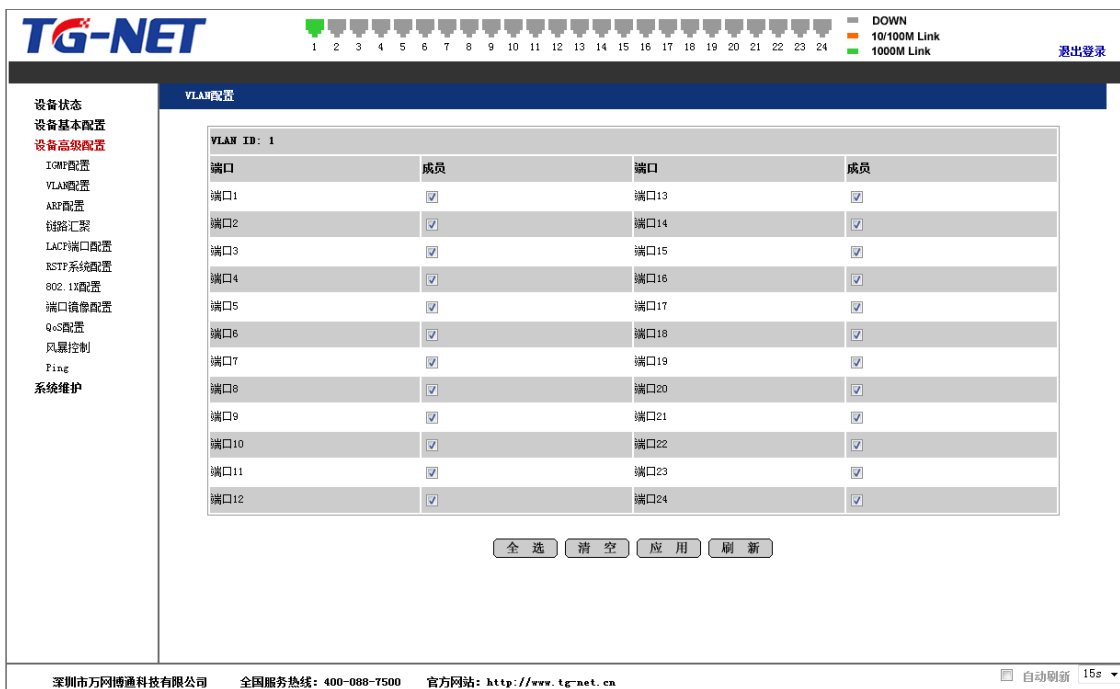 TG-NET
DOWN
10/100M Link
1000M Link
1 2 3 4 5 6 7 8 9 10 11 12 13 14 15 16 17 18 19 20 21 22 23 24
退出登录
设备状态
设备基本配置
设备高级配置
IGMP配置
VLAN配置
ARP配置
链路汇聚
LACP端口配置
RSTP系统配置
802.1X配置
端口镜像配置
QoS配置
风暴控制
Ping
系统维护
VLAN配置
VLAN ID: 1
端口 成员 端口 成员
端口1 端口13
端口2 端口14
端口3 端口15
端口4 端口16
端口5 端口17
端口6 端口18
端口7 端口19
端口8 端口20
端口9 端口21
端口10 端口22
端口11 端口23
端口12 端口24
全 选 清 空 应 用 刷 新
深圳市万网博通科技有限公司 全国服务热线: 400-088-7500 官方网站: http://www.tg-net.cn
自动刷新 15s